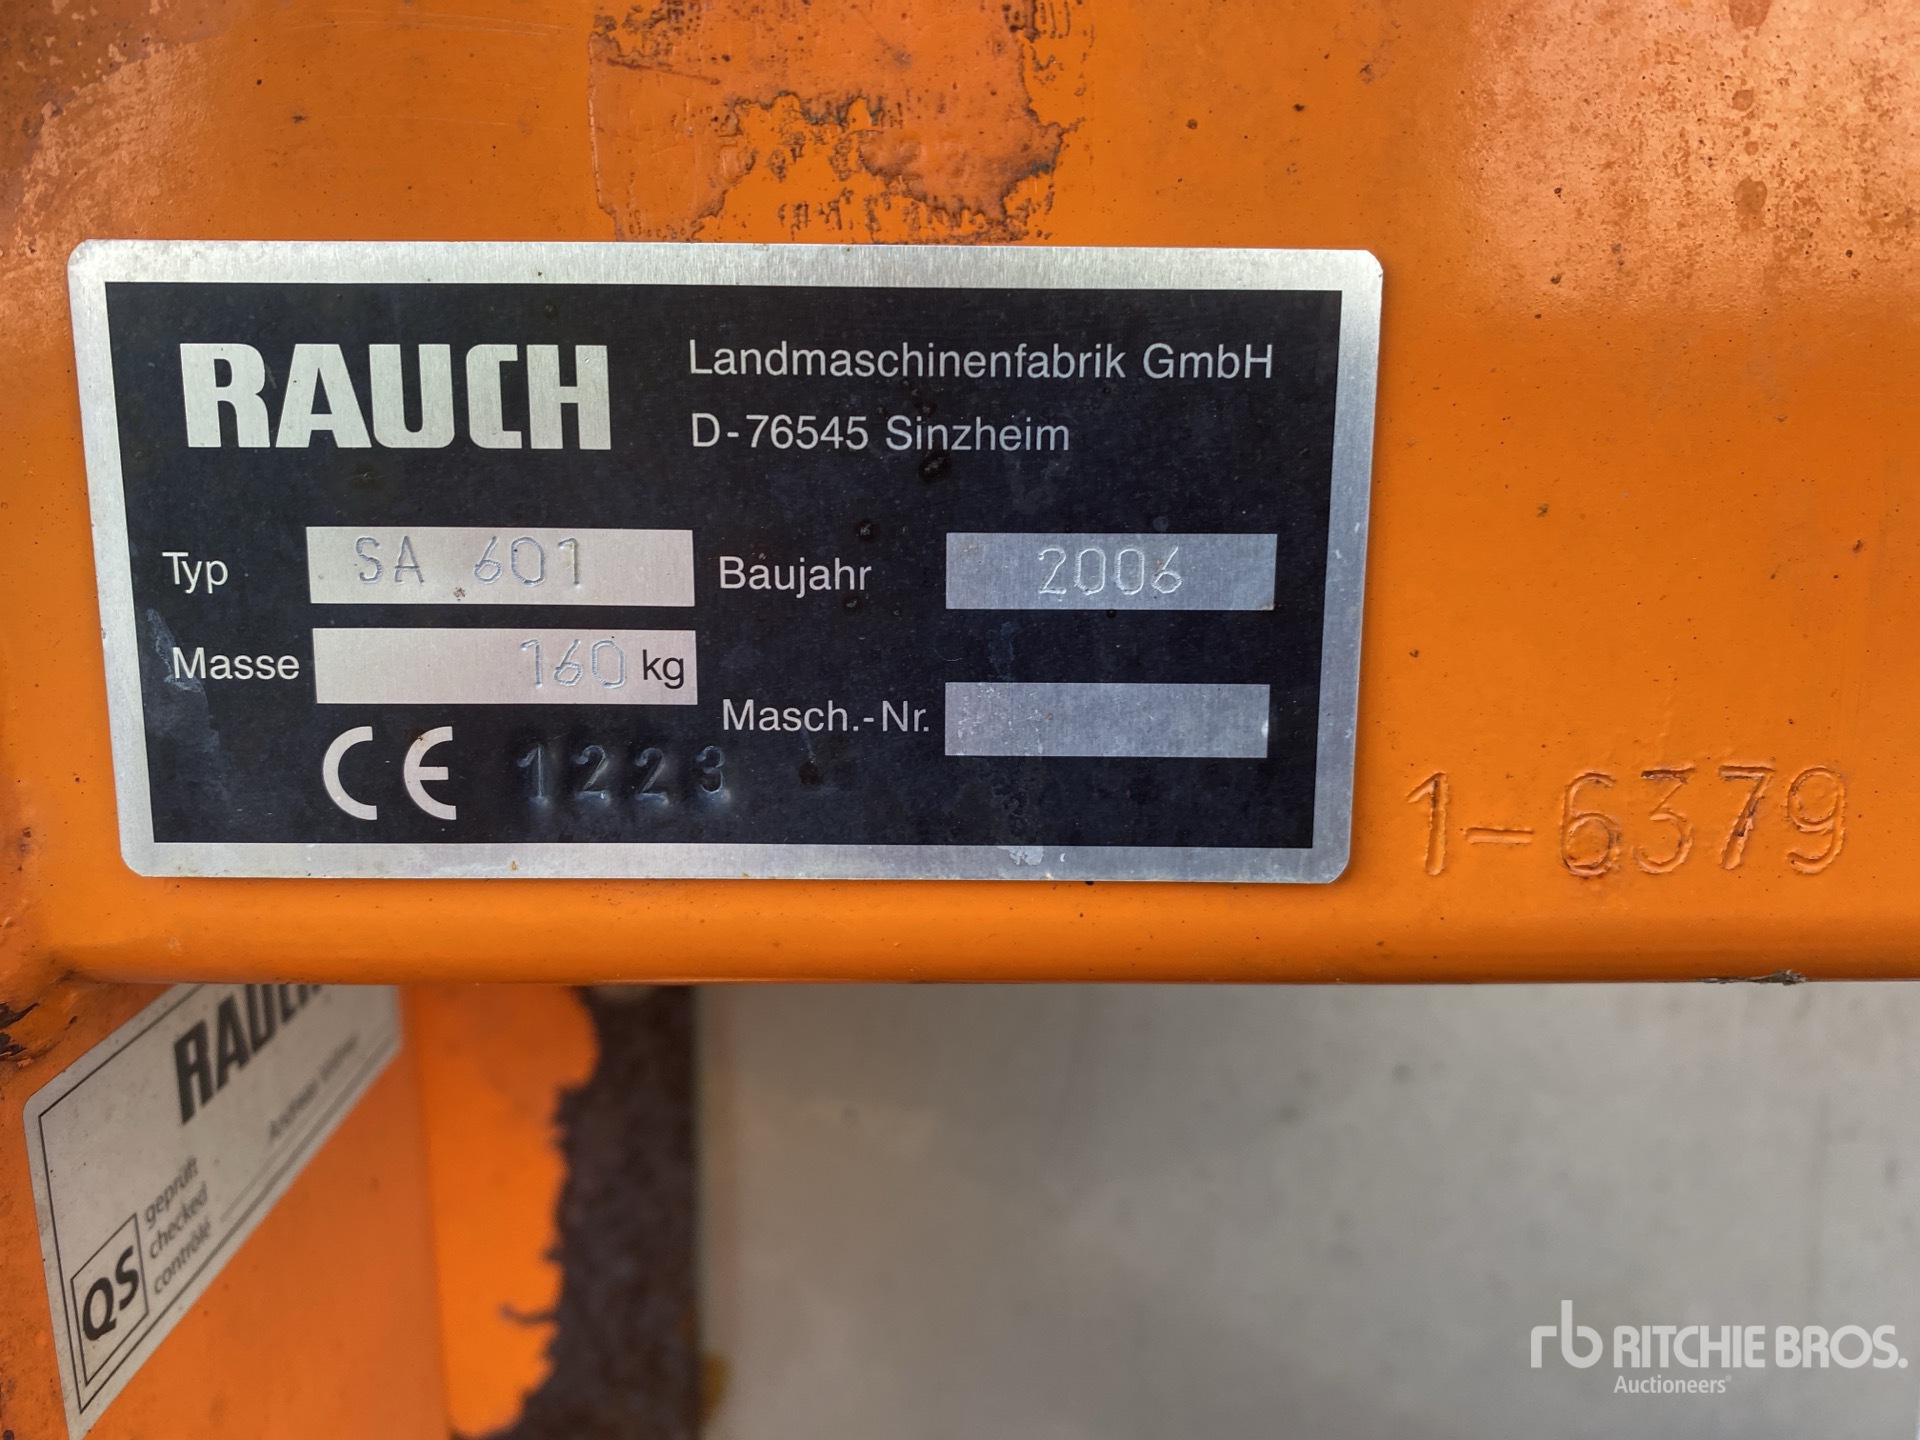 RAUCH
Landmaschinenfabrik GmbH
D-76545 Sinzheim
Typ SA 601 Baujahr 2006
Masse 160 kg
Masch.-Nr.
CE 1223
1-6379
RAUCH
QS
geprüft
checked
contrôlé
rb RITCHIE BROS.
Auctioneers